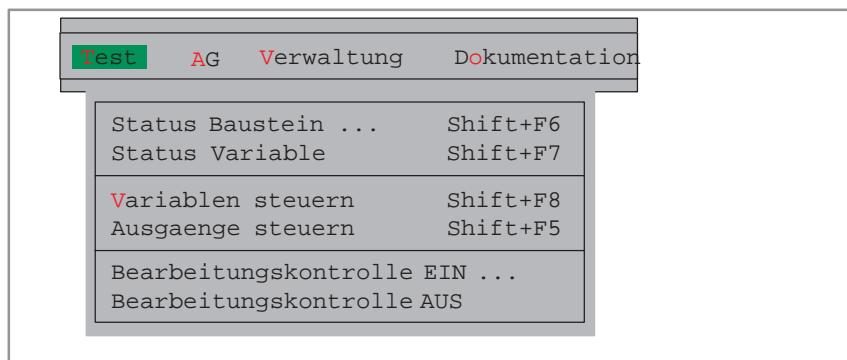 Test AG Verwaltung Dokumentation
Status Baustein ... Shift+F6
Status Variable Shift+F7
Variablen steuern Shift+F8
Ausgaenge steuern Shift+F5
Bearbeitungskontrolle EIN ...
Bearbeitungskontrolle AUS